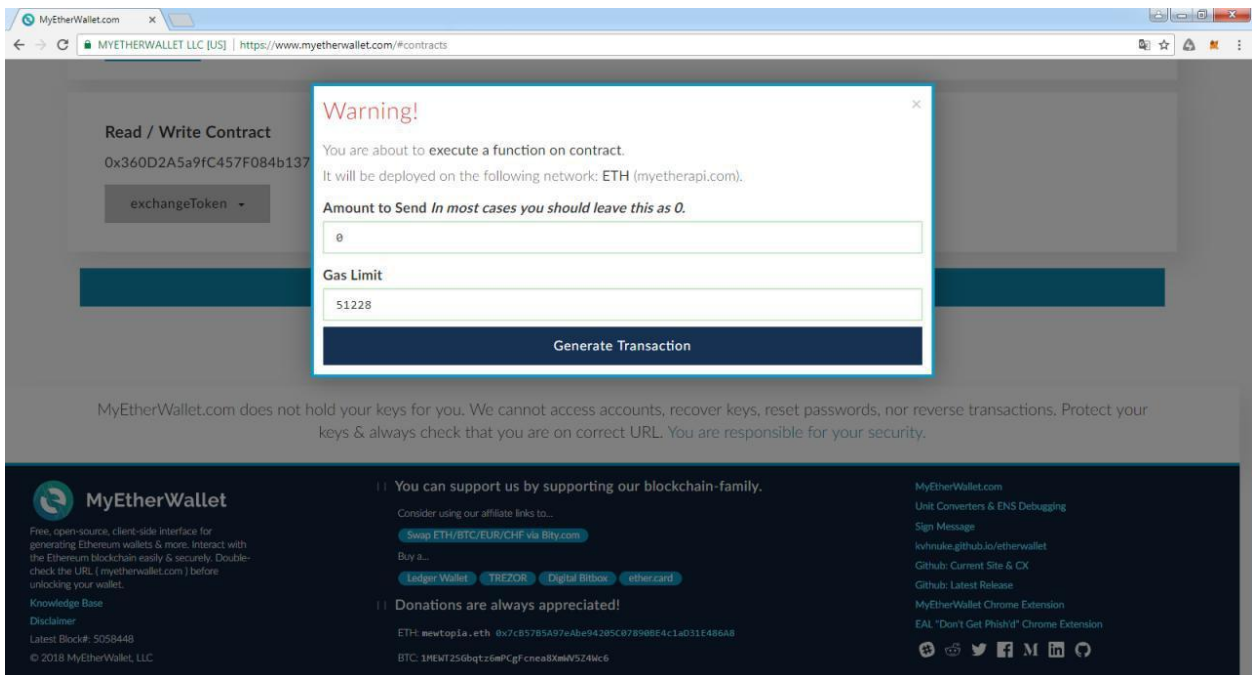 MyEtherWallet.com
MYETHERWALLET LLC [US] | https://www.myetherwallet.com/#contracts
Read / Write Contract
0x360D2A5a9fC457F084b137
exchangeToken
Warning!
You are about to execute a function on contract.
It will be deployed on the following network: ETH (myetherapi.com).
Amount to Send In most cases you should leave this as 0.
0
Gas Limit
51228
Generate Transaction
MyEtherWallet.com does not hold your keys for you. We cannot access accounts, recover keys, reset passwords, nor reverse transactions. Protect your
keys & always check that you are on correct URL. You are responsible for your security.
MyEtherWallet
Free, open-source, client-side interface for
generating Ethereum wallets & more. Interact with
the Ethereum blockchain easily & securely. Double-
check the URL ( myetherwallet.com ) before
unlocking your wallet.
Knowledge Base
Disclaimer
Latest Block#: 5058448
© 2018 MyEtherWallet, LLC
You can support us by supporting our blockchain-family.
Consider using our affiliate links to...
Swap ETH/BTC/EUR/CHF via Bity.com
Buy a...
Ledger Wallet TREZOR Digital Bitbox ether.card
Donations are always appreciated!
ETH: mewtopia.eth 0x7cB57B5A97eAbe94205C07890BE4c1aD31E486A8
BTC: 1MEWT2SGbqtz6mPCgFcnea8XmWV5Z4Wc6
MyEtherWallet.com
Unit Converters & ENS Debugging
Sign Message
kvhnuke.github.io/etherwallet
Github: Current Site & CX
Github: Latest Release
MyEtherWallet Chrome Extension
EAL "Don't Get Phish'd" Chrome Extension